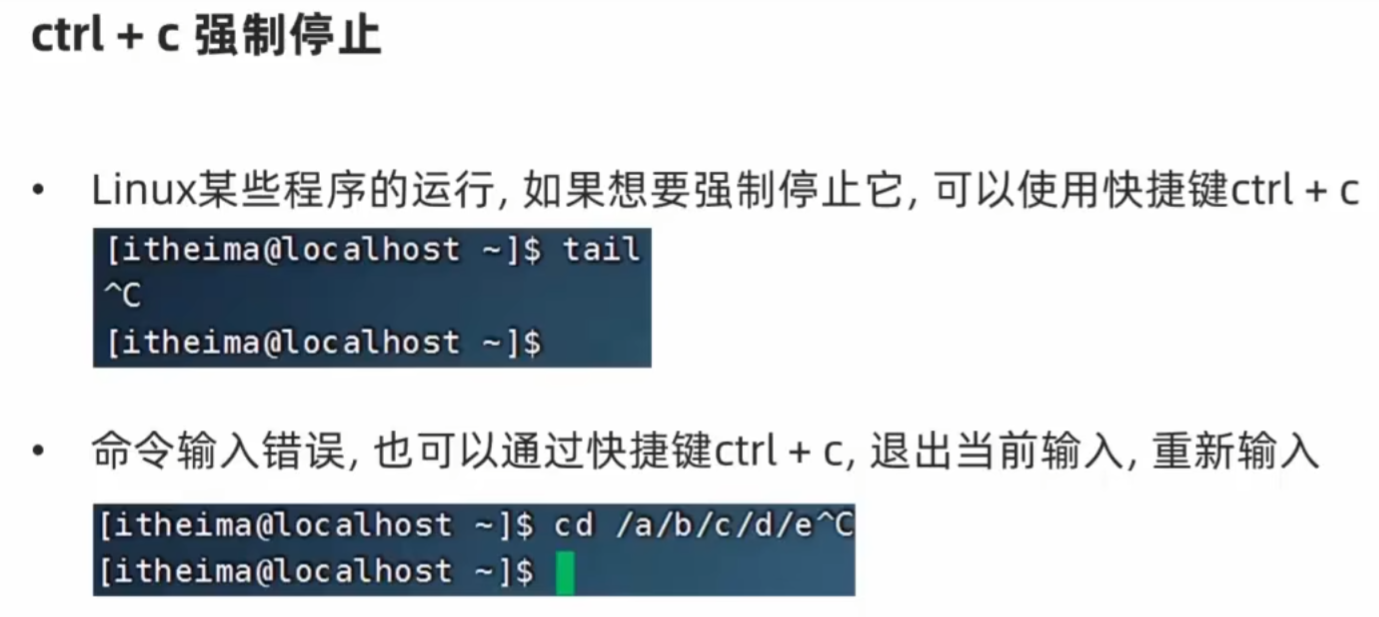 ctrl + c 强制停止
• Linux某些程序的运行, 如果想要强制停止它, 可以使用快捷键ctrl + c
[itheima@localhost ~]$ tail
^C
[itheima@localhost ~]$
• 命令输入错误, 也可以通过快捷键ctrl + c, 退出当前输入, 重新输入
[itheima@localhost ~]$ cd /a/b/c/d/e^C
[itheima@localhost ~]$